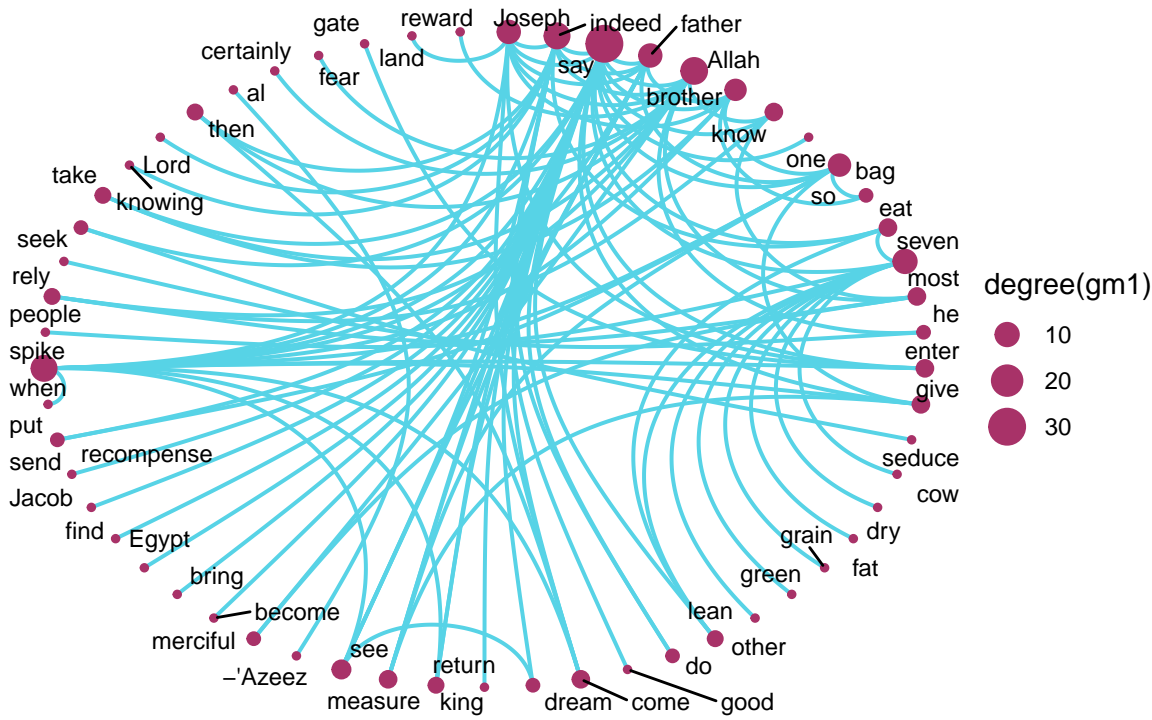 reward
Joseph
indeed
father
gate
land
certainly
fear
say
Allah
al
brother
then
know
Lord
one
bag
take
knowing
so
eat
seek
seven
rely
most
people
he
spike
enter
when
give
put
recompense
send
seduce
Jacob
cow
find
Egypt
grain
dry
bring
green
fat
become
lean
merciful
other
–'Azeez
see
return
do
measure
king
dream
come
good
degree(gm1)
10
20
30